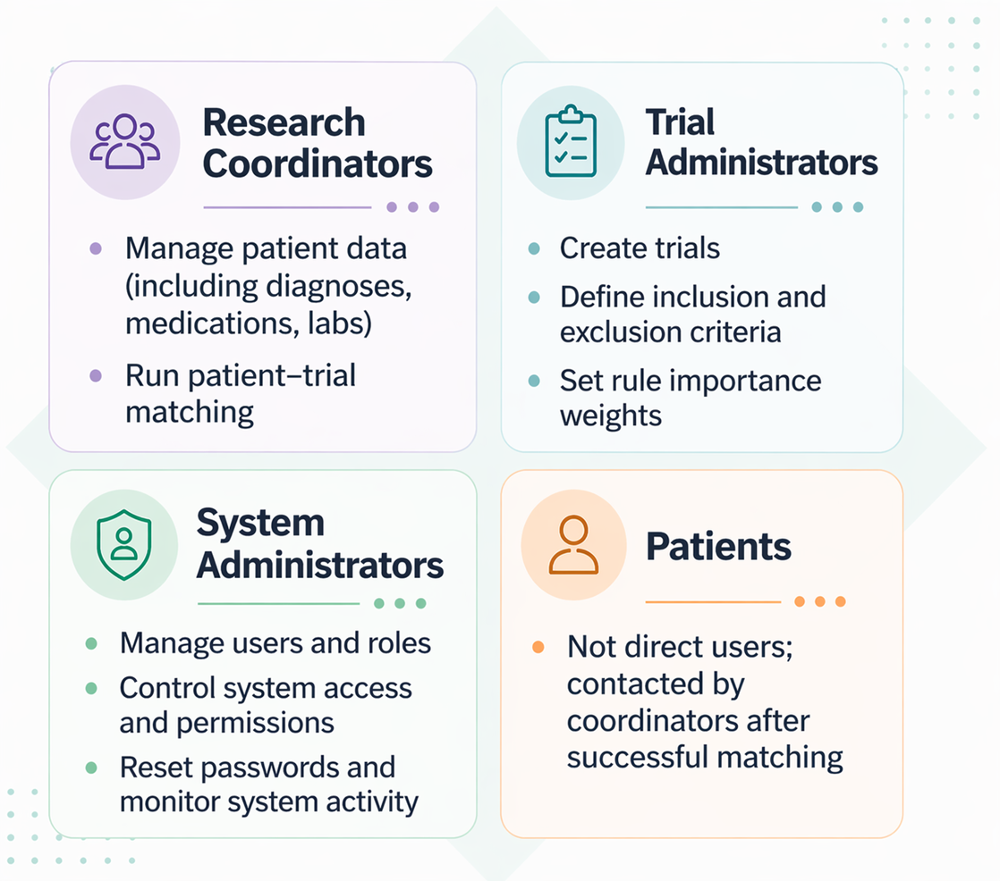 Research
Coordinators
Manage patient data
(including diagnoses,
medications, labs)
Run patient–trial
matching
Trial
Administrators
Create trials
Define inclusion and
exclusion criteria
Set rule importance
weights
System
Administrators
Manage users and roles
Control system access
and permissions
Reset passwords and
monitor system activity
Patients
Not direct users;
contacted by
coordinators after
successful matching